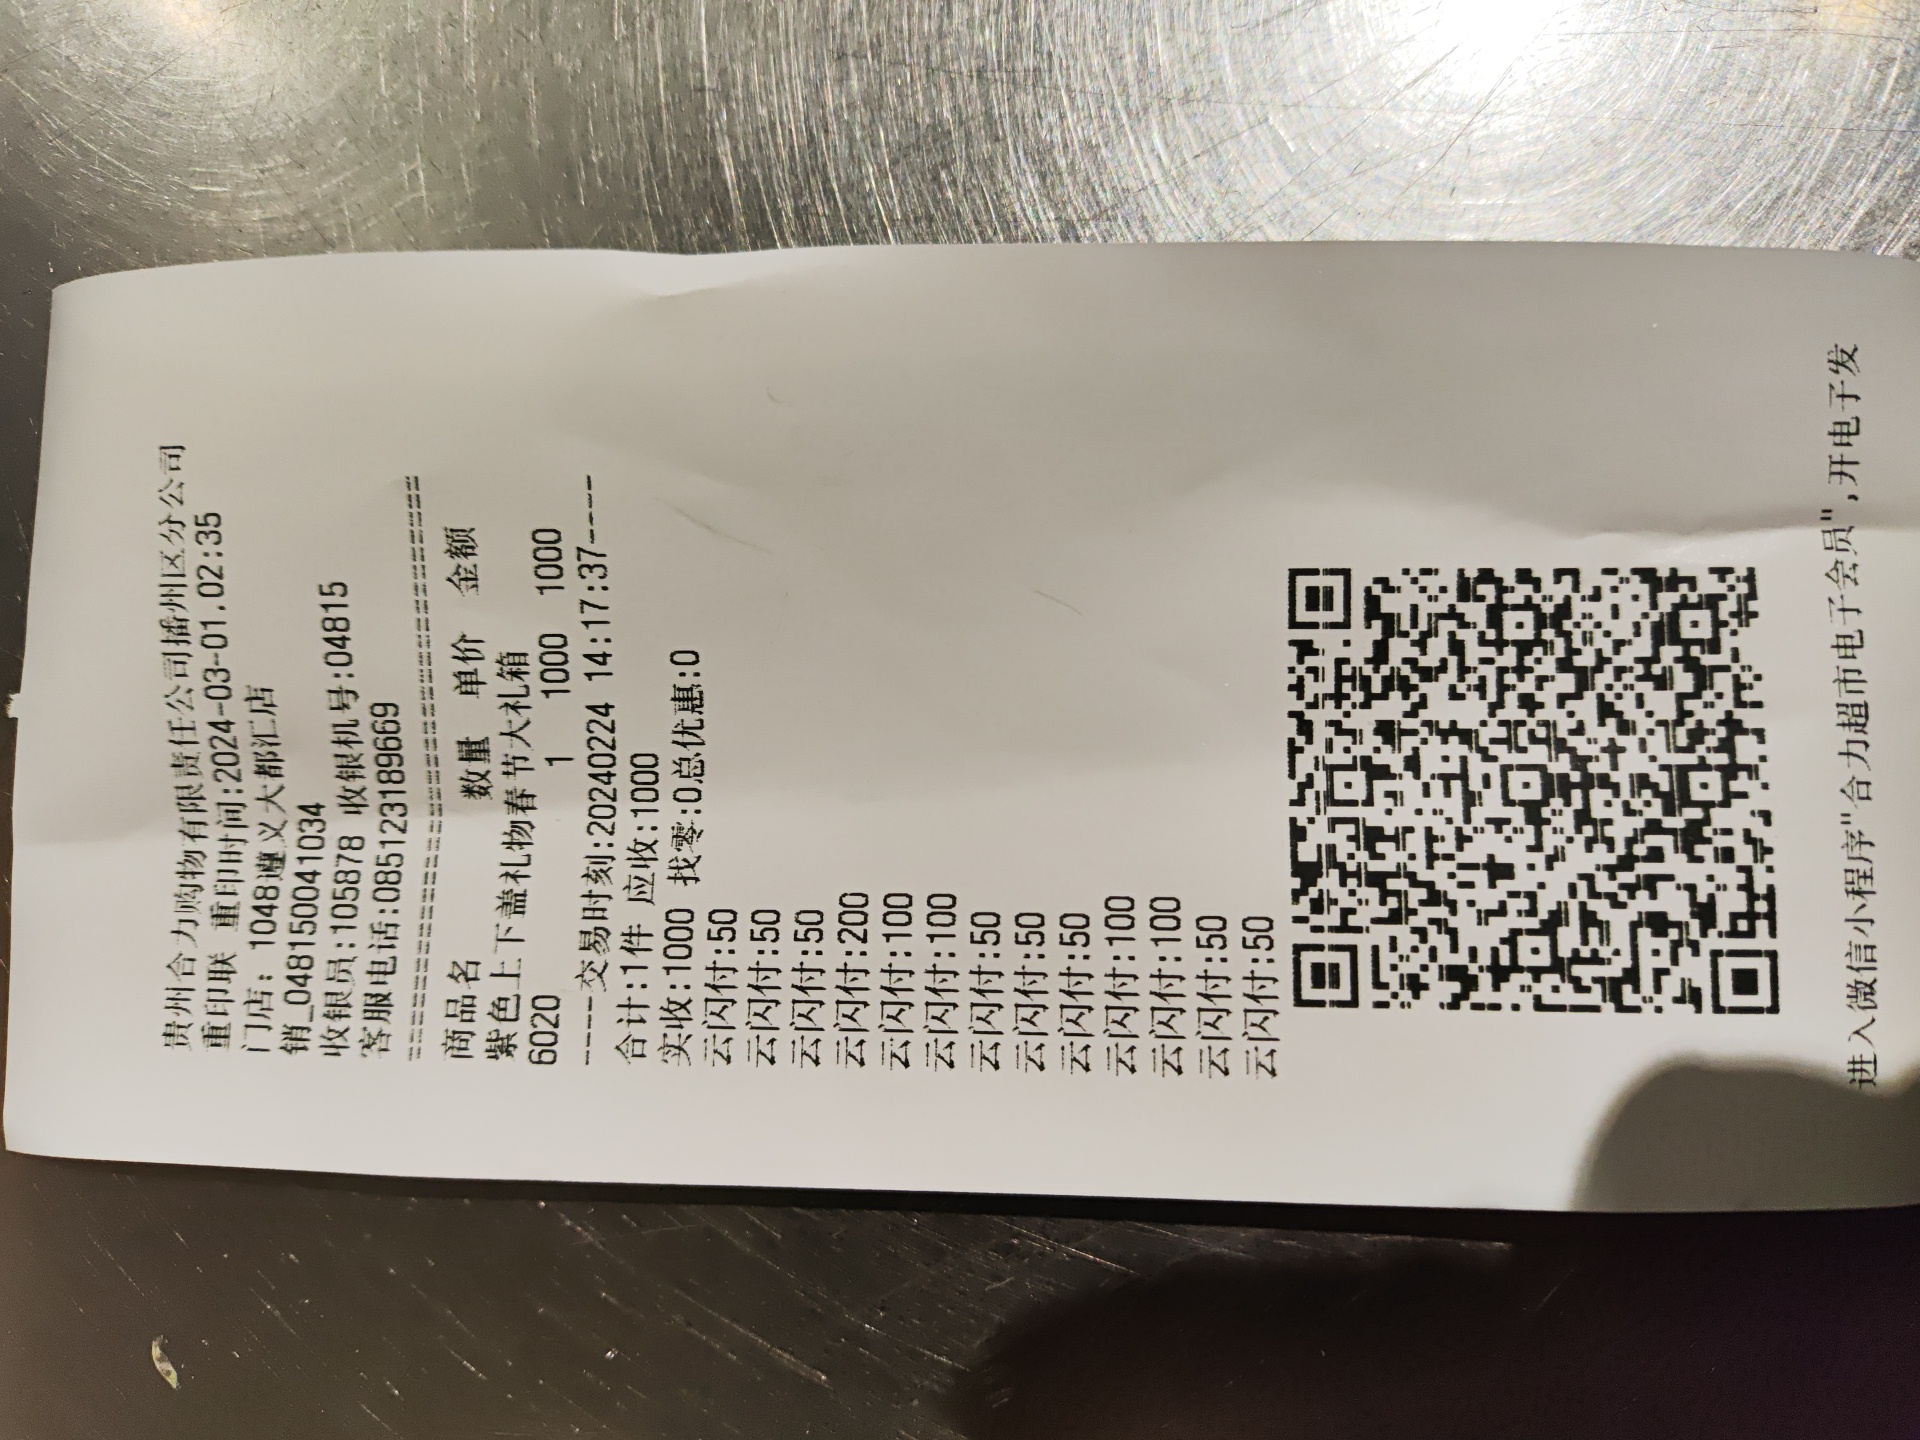 贵州合力购物有限责任公司播州区分公司
重印联 重印时间:2024-03-01.02:35
门店: 1048遵义大都汇店
销_0481500041034
收银员:105878 收银机号:04815
客服电话:085123189669
==============================
商品名 数量 单价 金额
紫色上下盖礼物春节大礼箱
6020 1 1000 1000
----交易时刻:20240224 14:17:37----
合计:1件 应收:1000
实收:1000 找零:0总优惠:0
云闪付:50
云闪付:50
云闪付:50
云闪付:200
云闪付:100
云闪付:100
云闪付:50
云闪付:50
云闪付:50
云闪付:100
云闪付:100
云闪付:50
云闪付:50
进入微信小程序"合力超市电子会员",开电子发